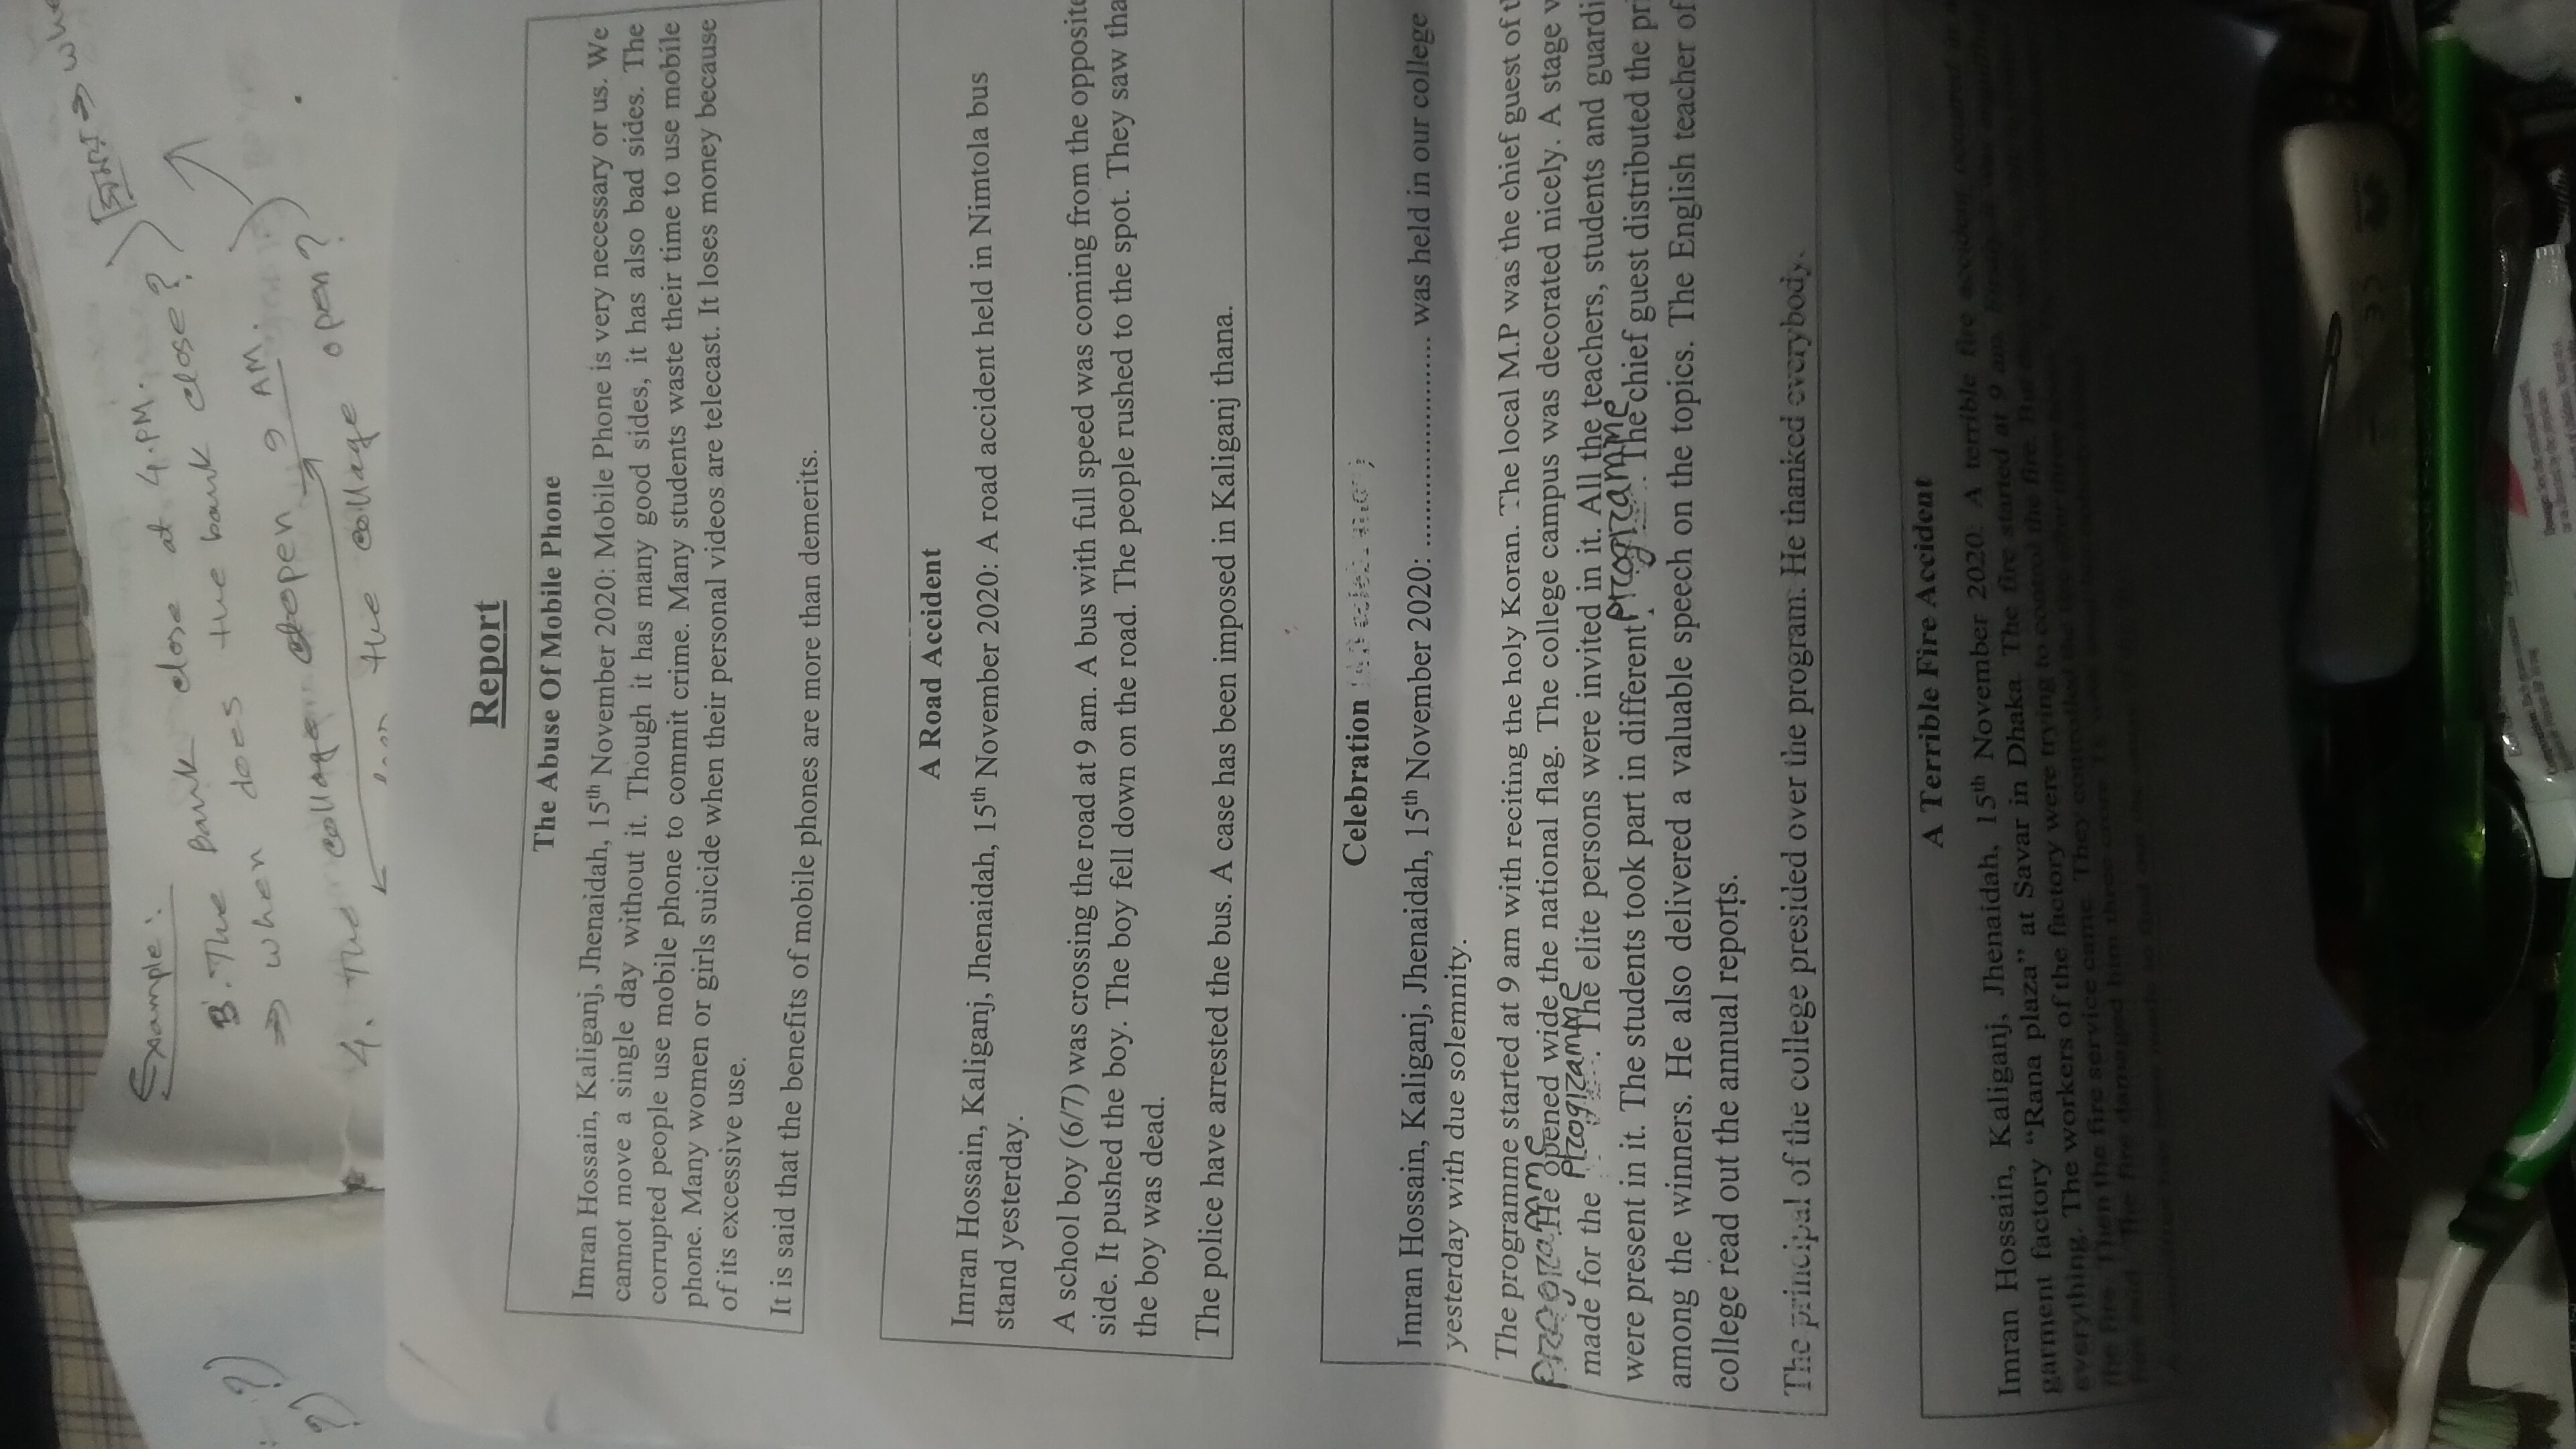 Example :
3. The Bank close at 4.PM.
⇒ when does the bank close?
সময় ⇒ whe
4. The collage open 9 AM.
the collage open?
?)
?)
Report
The Abuse Of Mobile Phone
Imran Hossain, Kaliganj, Jhenaidah, 15th November 2020: Mobile Phone is very necessary or us. We
cannot move a single day without it. Though it has many good sides, it has also bad sides. The
corrupted people use mobile phone to commit crime. Many students waste their time to use mobile
phone. Many women or girls suicide when their personal videos are telecast. It loses money because
of its excessive use.
It is said that the benefits of mobile phones are more than demerits.
A Road Accident
Imran Hossain, Kaliganj, Jhenaidah, 15th November 2020: A road accident held in Nimtola bus
stand yesterday.
A school boy (6/7) was crossing the road at 9 am. A bus with full speed was coming from the opposite
side. It pushed the boy. The boy fell down on the road. The people rushed to the spot. They saw tha
the boy was dead.
The police have arrested the bus. A case has been imposed in Kaliganj thana.
Celebration
Imran Hossain, Kaliganj, Jhenaidah, 15th November 2020: ......................... was held in our college
yesterday with due solemnity.
The programme started at 9 am with reciting the holy Koran. The local M.P was the chief guest of t
programme He opened wide the national flag. The college campus was decorated nicely. A stage w
made for the programme. The elite persons were invited in it. All the teachers, students and guardi
were present in it. The students took part in different programme. The chief guest distributed the pr
among the winners. He also delivered a valuable speech on the topics. The English teacher of
college read out the annual reports.
The principal of the college presided over the program. He thanked everybody.
A Terrible Fire Accident
Imran Hossain, Kaliganj, Jhenaidah, 15th November 2020: A terrible fire accident occurred
garment factory “Rana plaza” at Savar in Dhaka. The fire started at 9 am.
everything. The workers of the factory were trying to control the fire. But
the fire. Then the fire service came. They controlled the fire after three
has said. The fire damaged him three crore Tk